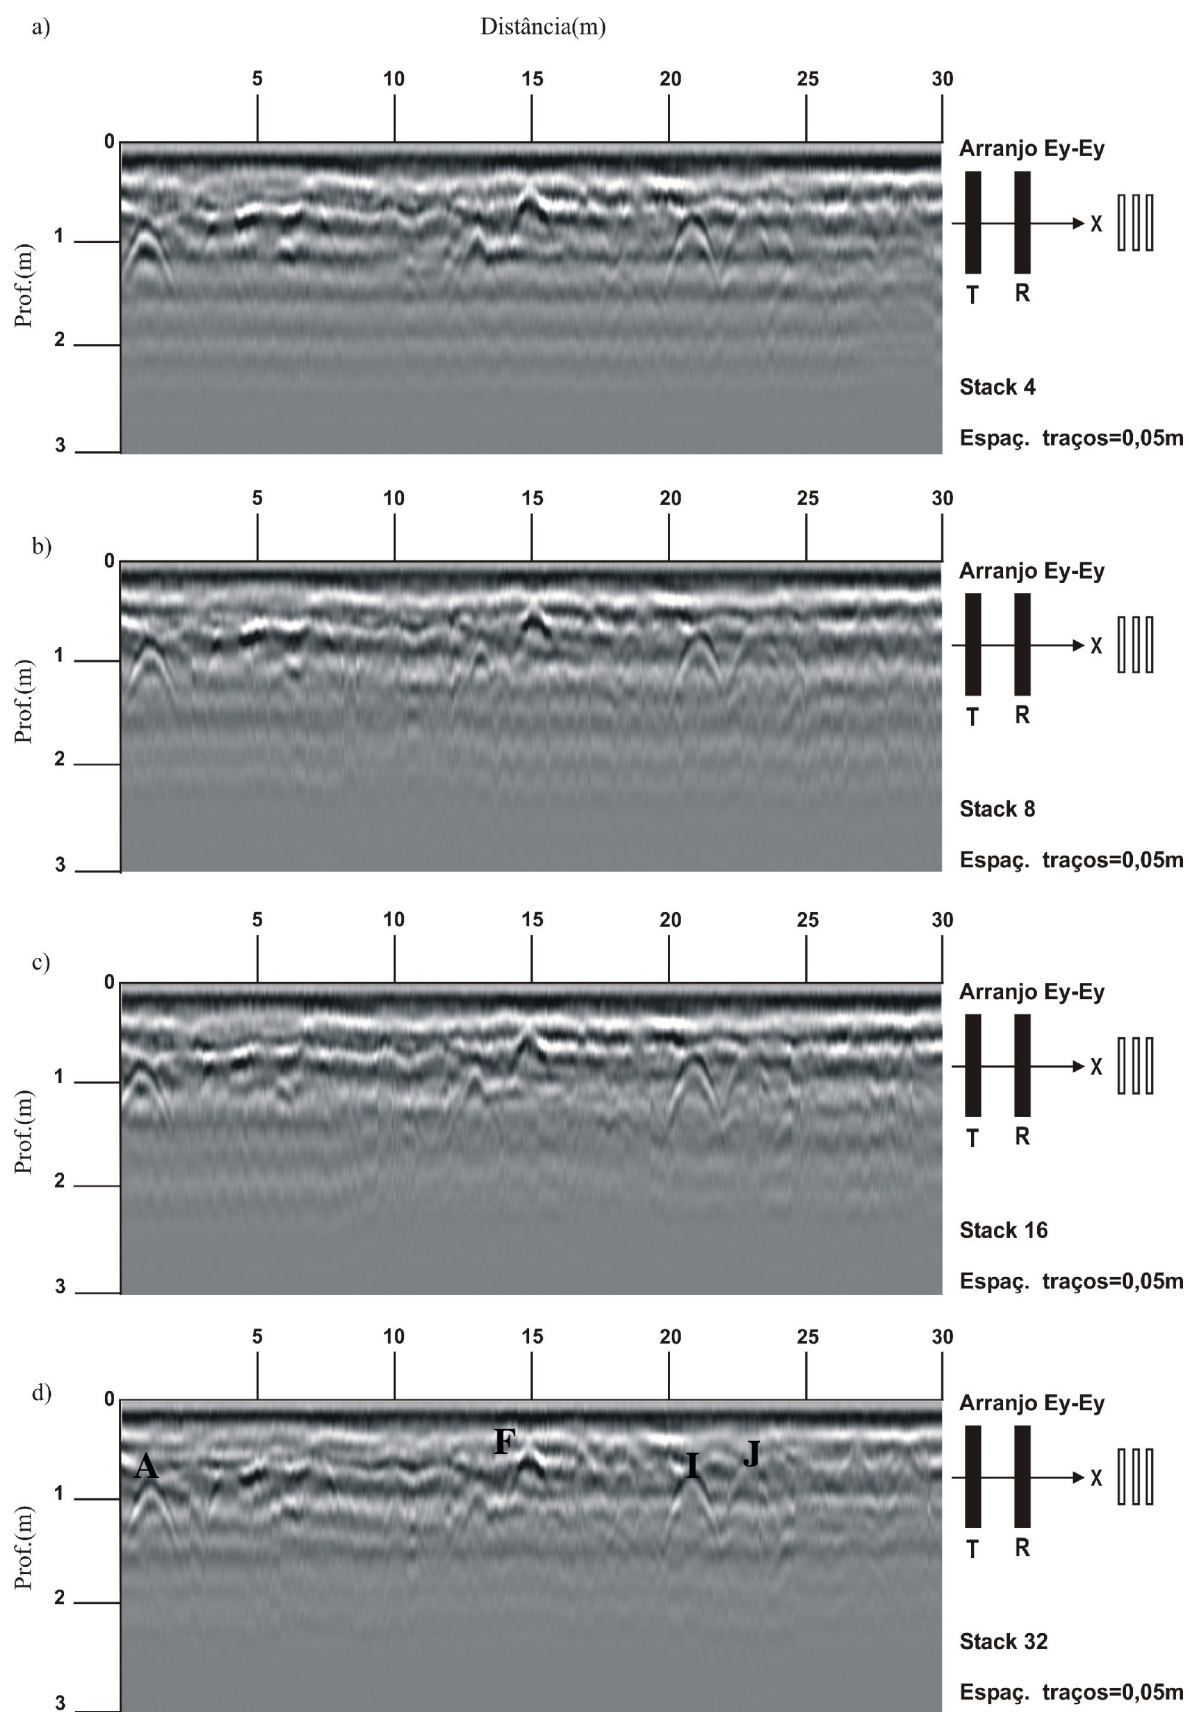 a)
Distância(m)
5 10 15 20 25 30
0
1
2
3
Prof.(m)
Arranjo Ey-Ey
X
T R
Stack 4
Espaç. traços=0,05m
5 10 15 20 25 30
b)
0
1
2
3
Prof.(m)
Arranjo Ey-Ey
X
T R
Stack 8
Espaç. traços=0,05m
5 10 15 20 25 30
c)
0
1
2
3
Prof.(m)
Arranjo Ey-Ey
X
T R
Stack 16
Espaç. traços=0,05m
5 10 15 20 25 30
d)
0
1
2
3
Prof.(m)
A F I J
Arranjo Ey-Ey
X
T R
Stack 32
Espaç. traços=0,05m